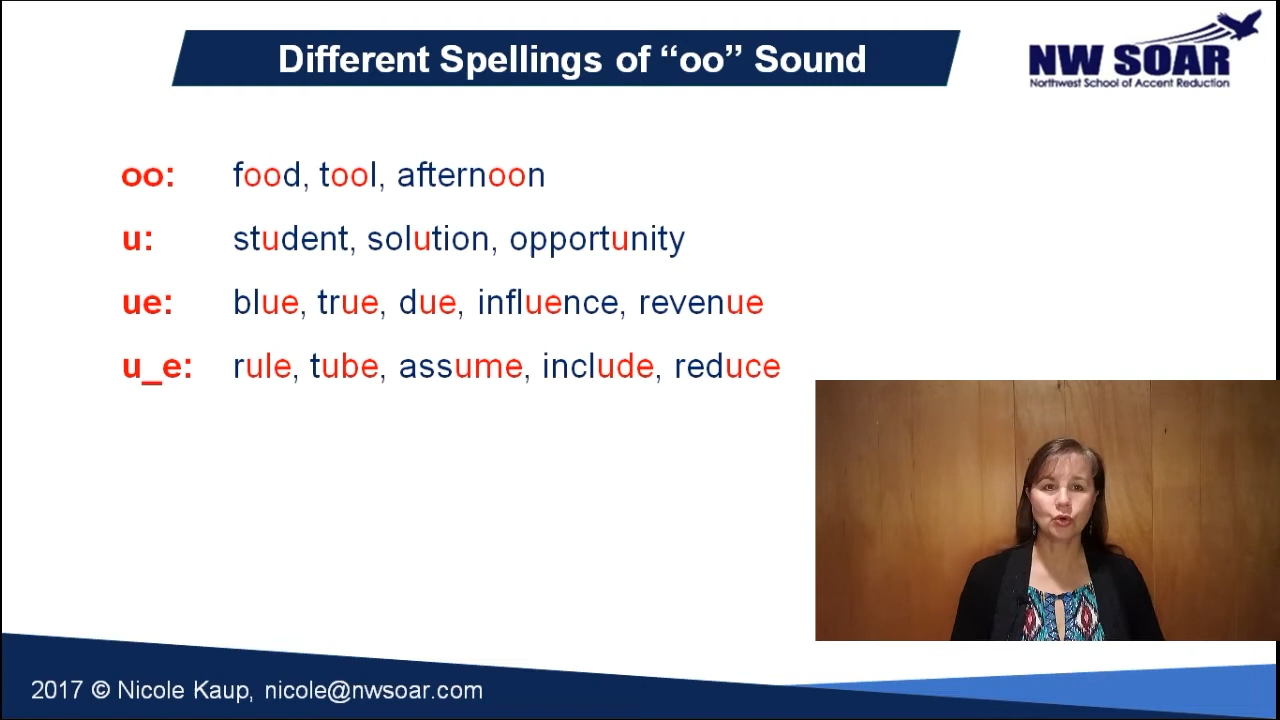 Different Spellings of “oo” Sound
NW SOAR
Northwest School of Accent Reduction
oo: food, tool, afternoon
u: student, solution, opportunity
ue: blue, true, due, influence, revenue
u_e: rule, tube, assume, include, reduce
2017 © Nicole Kaup, nicole@nwsoar.com